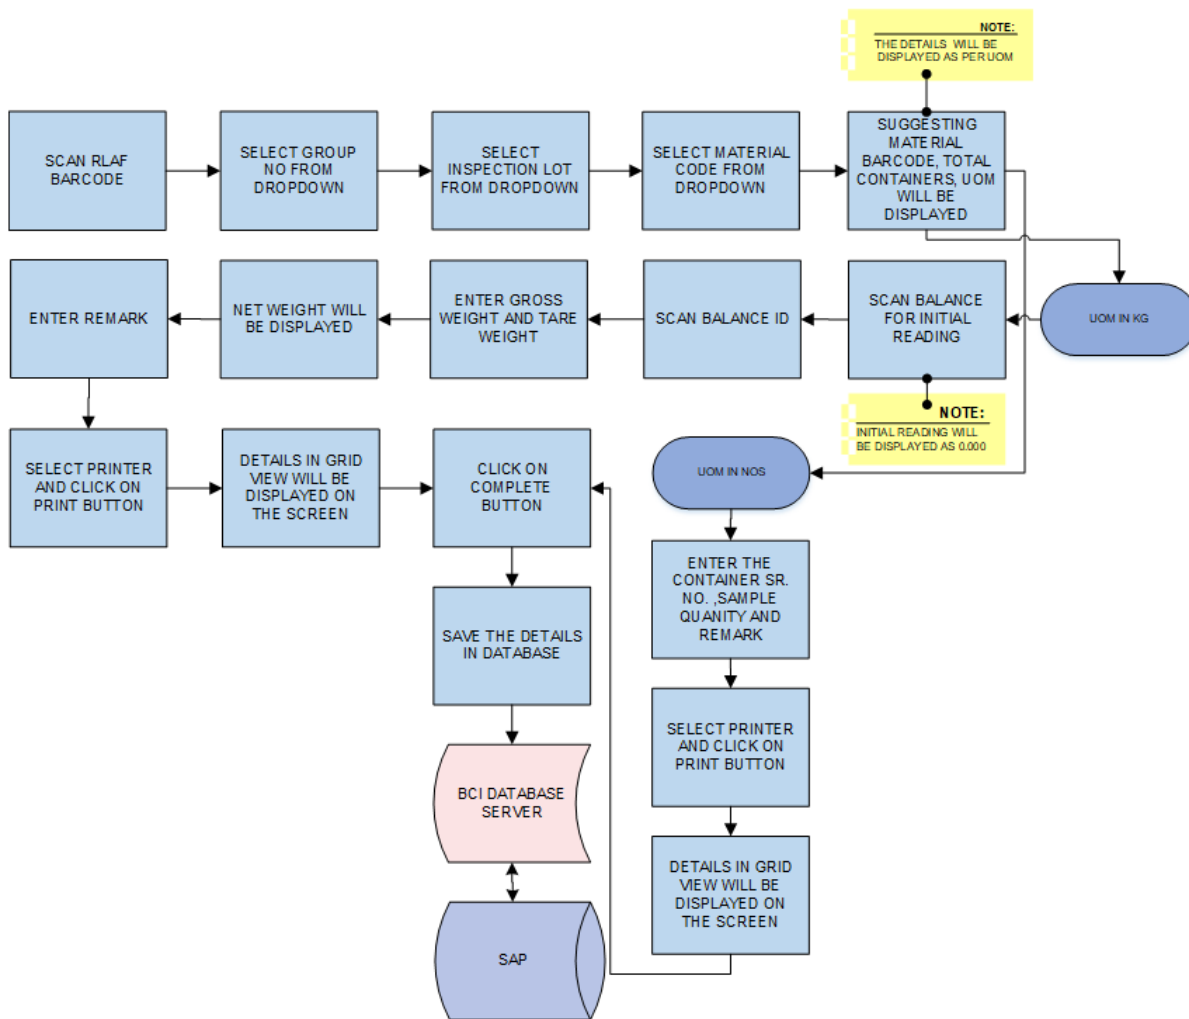 NOTE:
THE DETAILS WILL BE
DISPLAYED AS PER UOM
SCAN RLAF
BARCODE
SELECT GROUP
NO FROM
DROPDOWN
SELECT
INSPECTION LOT
FROM DROPDOWN
SELECT MATERIAL
CODE FROM
DROPDOWN
SUGGESTING
MATERIAL
BARCODE, TOTAL
CONTAINERS, UOM
WILL BE
DISPLAYED
ENTER REMARK
NET WEIGHT WILL
BE DISPLAYED
ENTER GROSS
WEIGHT AND TARE
WEIGHT
SCAN BALANCE ID
SCAN BALANCE
FOR INITIAL
READING
UOM IN KG
NOTE:
INITIAL READING WILL
BE DISPLAYED AS 0.000
SELECT PRINTER
AND CLICK ON
PRINT BUTTON
DETAILS IN GRID
VIEW WILL BE
DISPLAYED ON
THE SCREEN
CLICK ON
COMPLETE
BUTTON
UOM IN NOS
ENTER THE
CONTAINER SR.
NO. ,SAMPLE
QUANITY AND
REMARK
SAVE THE DETAILS
IN DATABASE
SELECT PRINTER
AND CLICK ON
PRINT BUTTON
BCI DATABASE
SERVER
DETAILS IN GRID
VIEW WILL BE
DISPLAYED ON
THE SCREEN
SAP